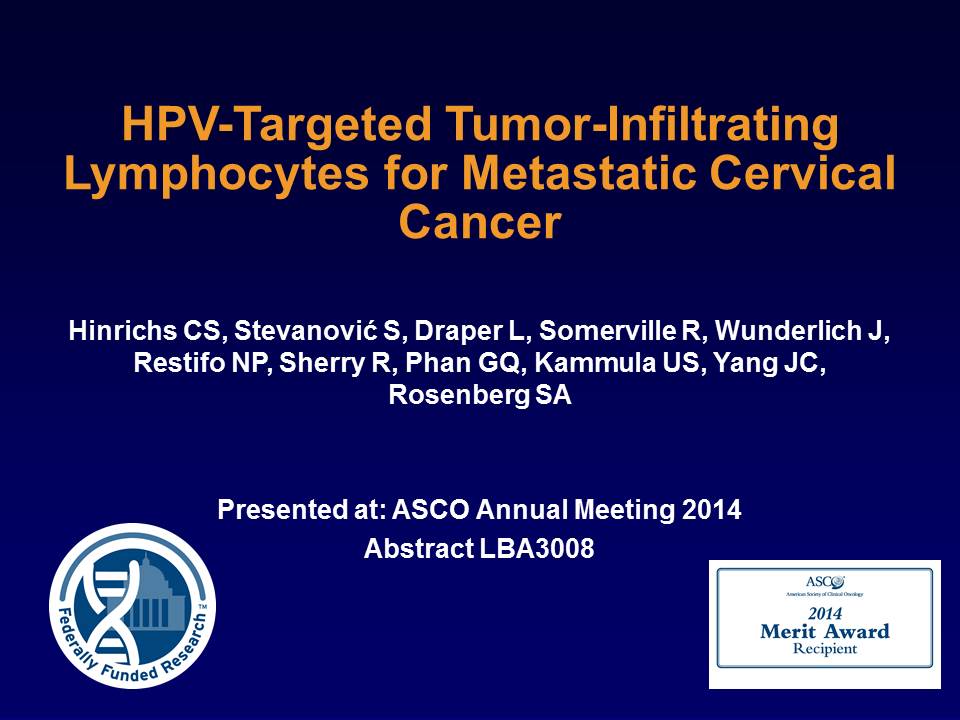 HPV-Targeted Tumor-Infiltrating
Lymphocytes for Metastatic Cervical
Cancer
Hinrichs CS, Stevanović S, Draper L, Somerville R, Wunderlich J,
Restifo NP, Sherry R, Phan GQ, Kammula US, Yang JC,
Rosenberg SA
Presented at: ASCO Annual Meeting 2014
Abstract LBA3008
Federally Funded Research™
ASCO
American Society of Clinical Oncology
2014
Merit Award
Recipient